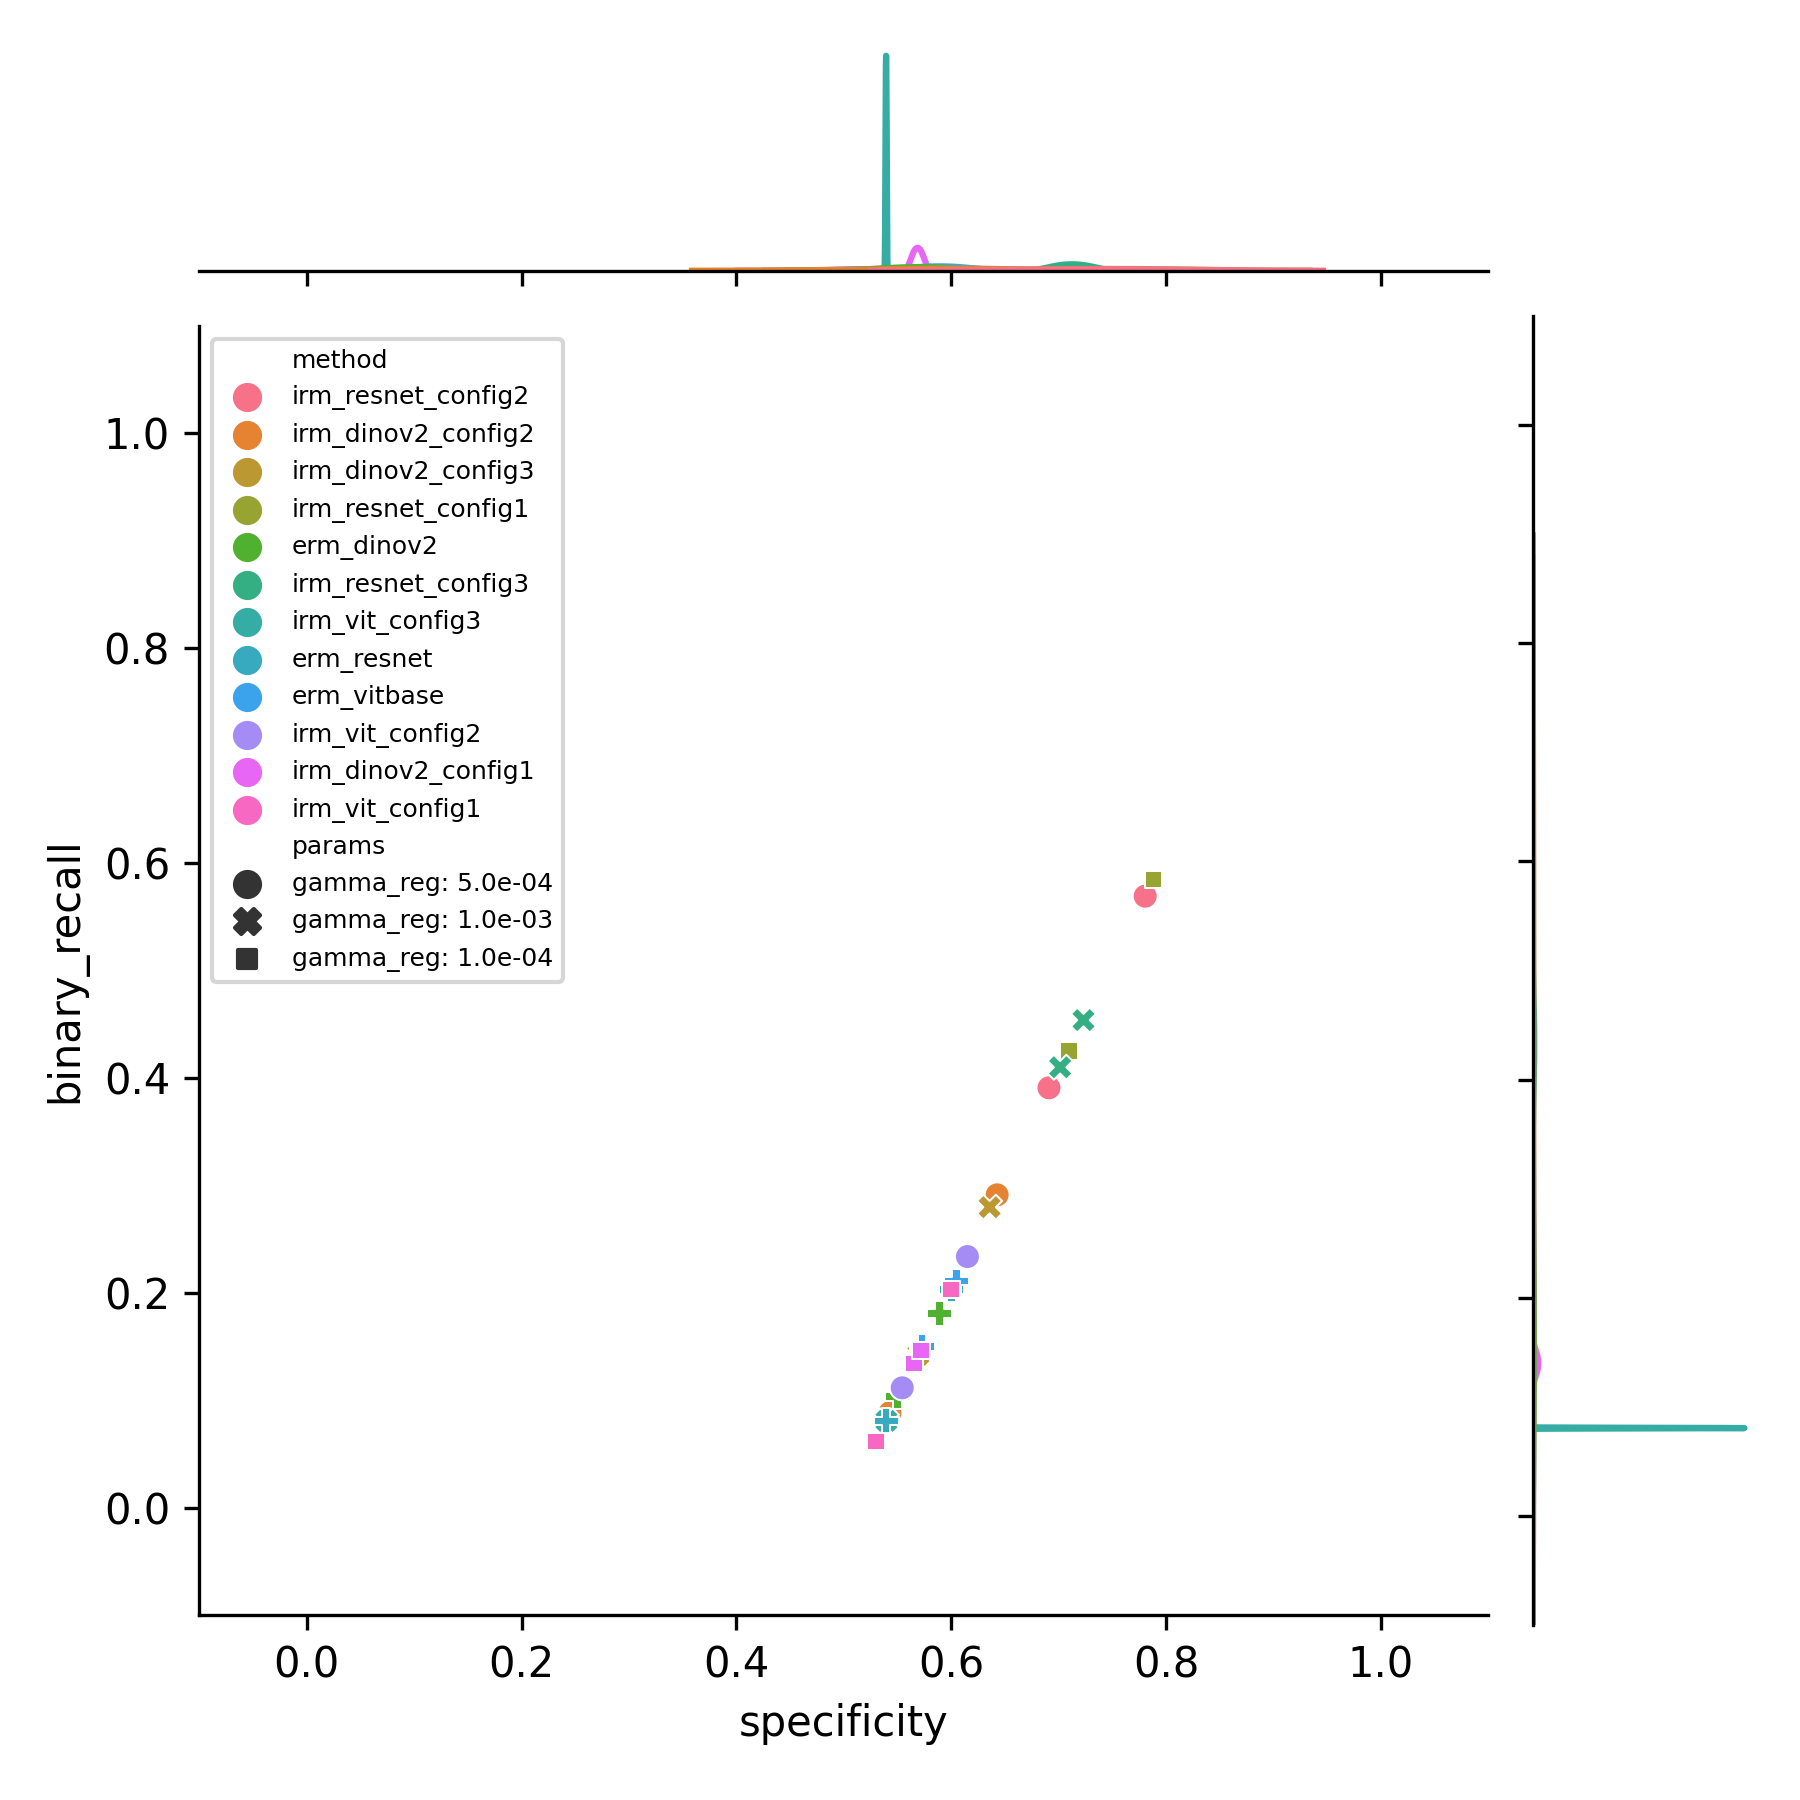 method
irm_resnet_config2
irm_dinov2_config2
irm_dinov2_config3
irm_resnet_config1
erm_dinov2
irm_resnet_config3
irm_vit_config3
erm_resnet
erm_vitbase
irm_vit_config2
irm_dinov2_config1
irm_vit_config1
params
gamma_reg: 5.0e-04
gamma_reg: 1.0e-03
gamma_reg: 1.0e-04
1.0
0.8
0.6
0.4
0.2
0.0
binary_recall
0.0 0.2 0.4 0.6 0.8 1.0
specificity